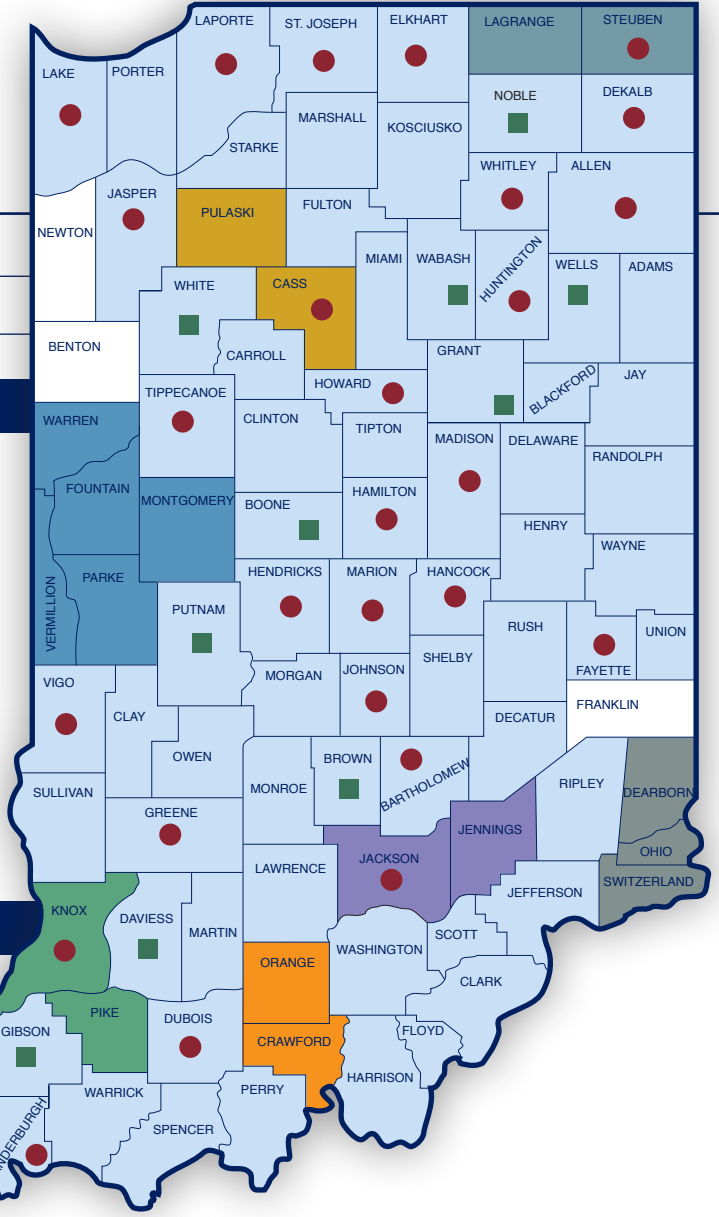 LAPORTE
ST. JOSEPH
ELKHART
LAGRANGE
STEUBEN
LAKE
PORTER
NOBLE
DEKALB
MARSHALL
KOSCIUSKO
STARKE
WHITLEY
ALLEN
JASPER
PULASKI
FULTON
NEWTON
MIAMI
WABASH
HUNTINGTON
WELLS
ADAMS
WHITE
CASS
BENTON
CARROLL
GRANT
HOWARD
BLACKFORD
JAY
TIPPECANOE
WARREN
CLINTON
TIPTON
MADISON
DELAWARE
RANDOLPH
FOUNTAIN
MONTGOMERY
BOONE
HAMILTON
HENRY
WAYNE
VERMILLION
PARKE
HENDRICKS
MARION
HANCOCK
PUTNAM
RUSH
UNION
FAYETTE
VIGO
MORGAN
JOHNSON
SHELBY
CLAY
FRANKLIN
DECATUR
OWEN
SULLIVAN
MONROE
BROWN
BARTHOLOMEW
RIPLEY
DEARBORN
GREENE
JENNINGS
OHIO
LAWRENCE
JACKSON
SWITZERLAND
JEFFERSON
KNOX
DAVIESS
MARTIN
SCOTT
WASHINGTON
ORANGE
CLARK
PIKE
DUBOIS
GIBSON
CRAWFORD
FLOYD
HARRISON
WARRICK
PERRY
SPENCER
NDERBURGH